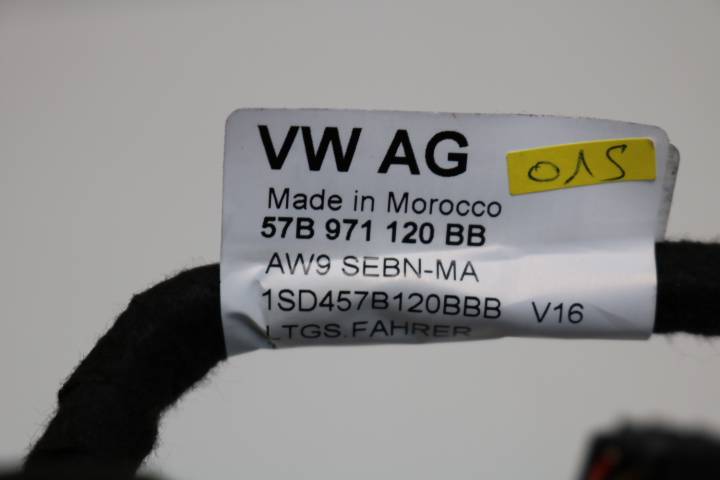 VW AG
015
Made in Morocco
57B 971 120 BB
AW9 SEBN-MA
1SD457B120BBB V16
LTGS.FAHRER